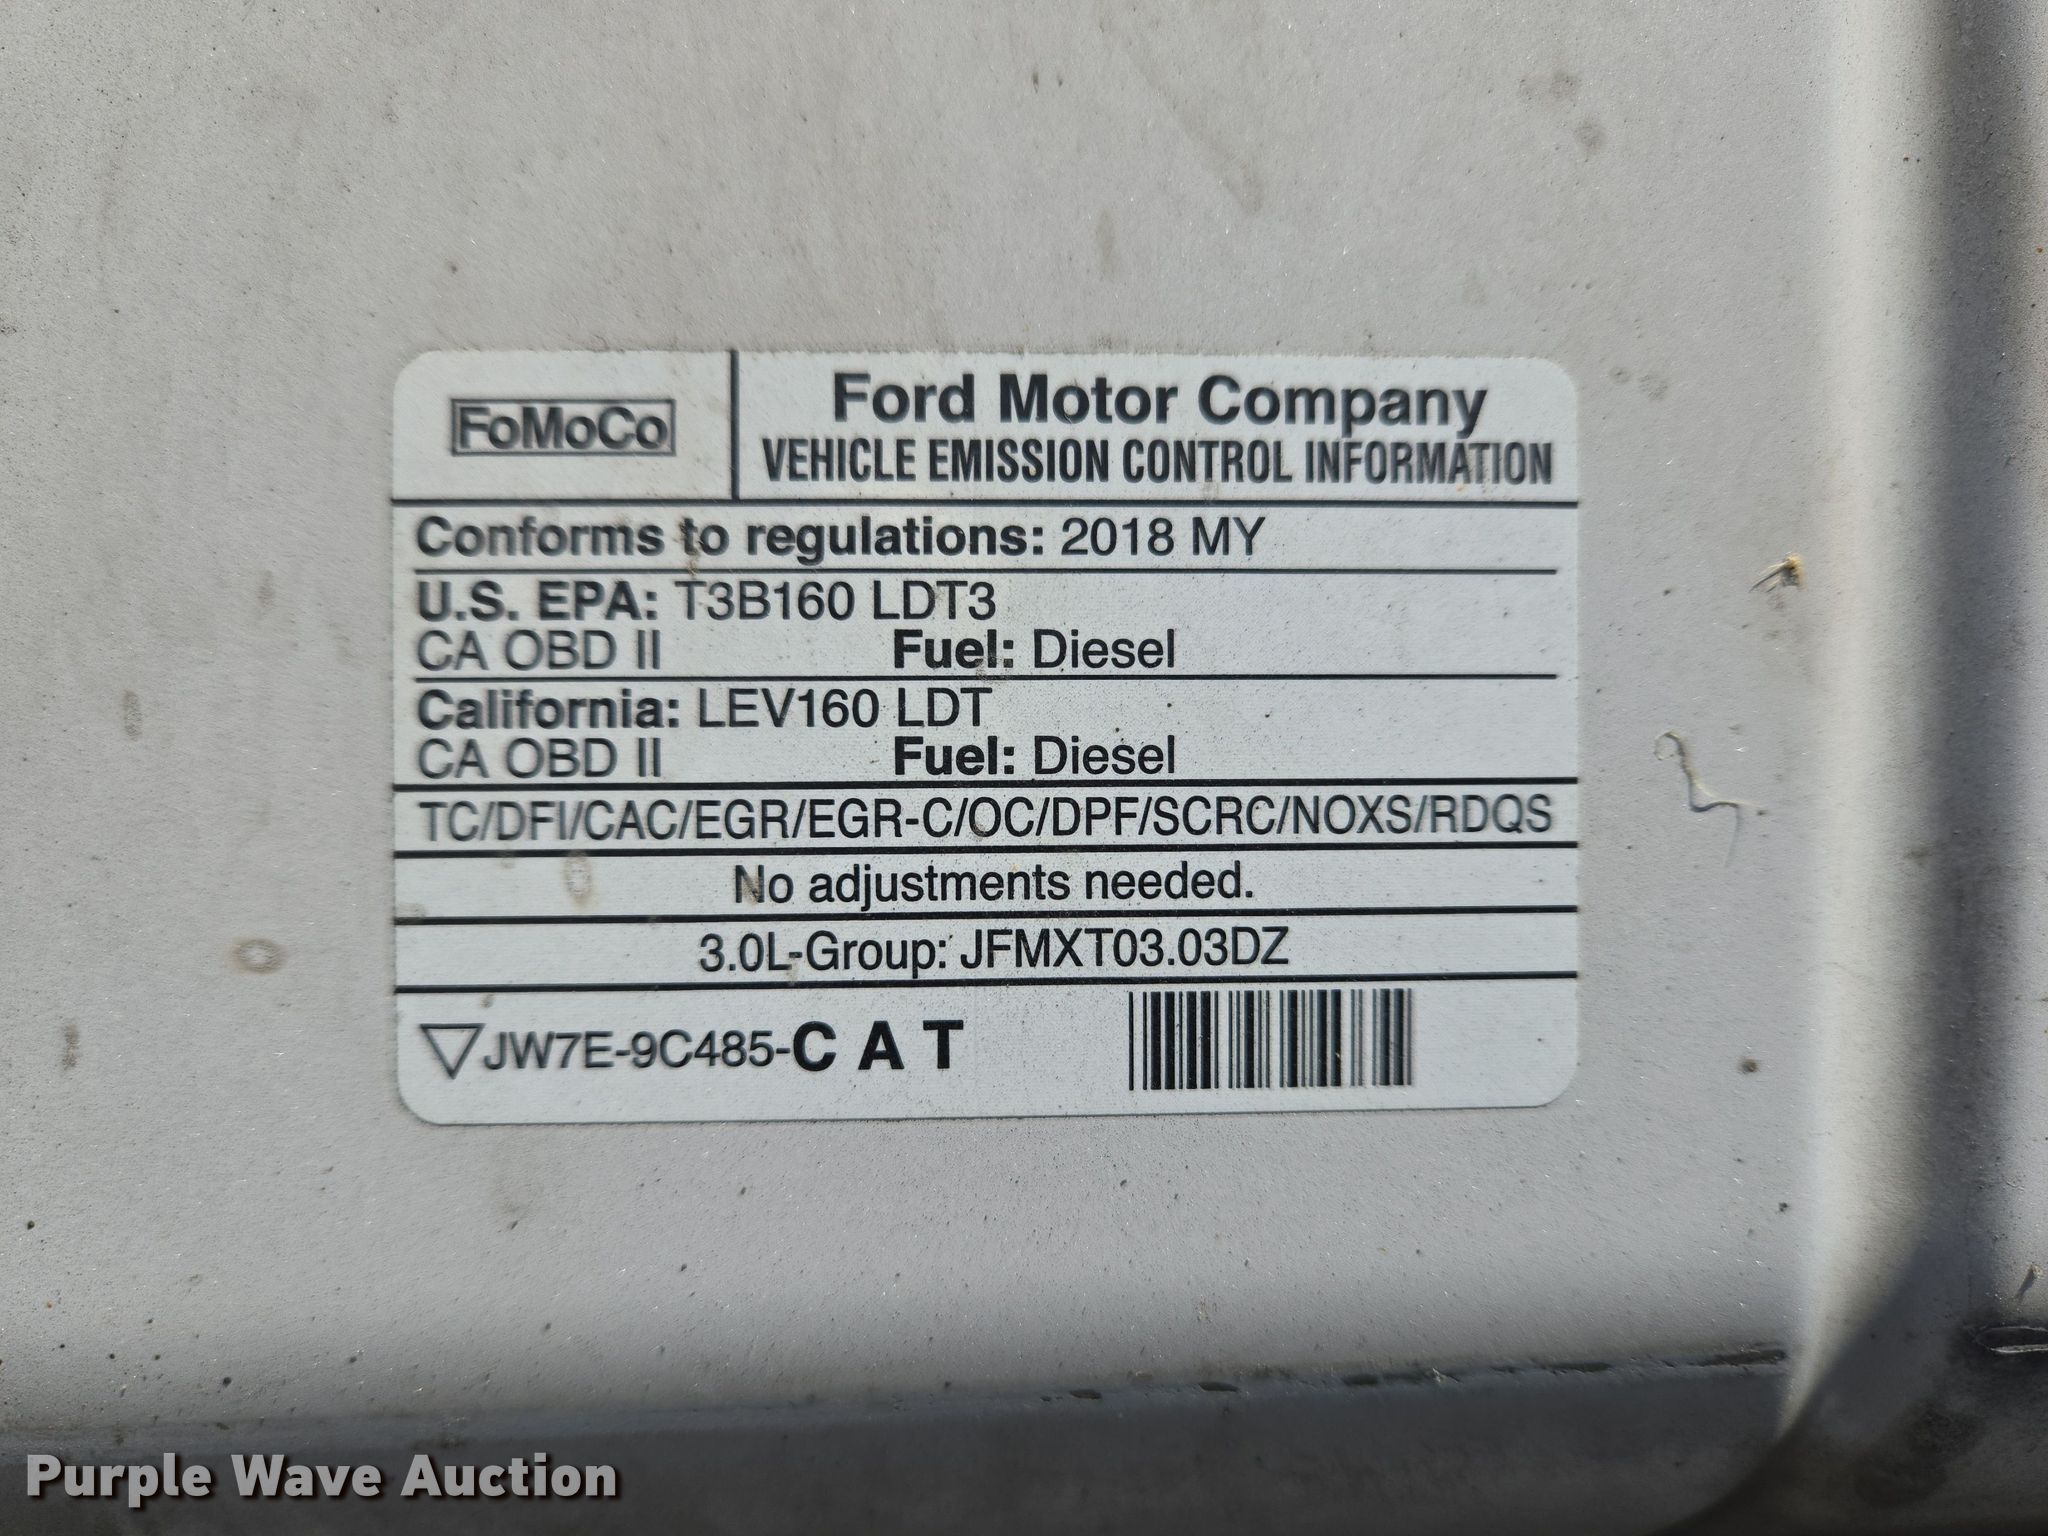 FoMoCo
Ford Motor Company
VEHICLE EMISSION CONTROL INFORMATION
Conforms to regulations: 2018 MY
U.S. EPA: T3B160 LDT3
CA OBD II Fuel: Diesel
California: LEV160 LDT
CA OBD II Fuel: Diesel
TC/DFI/CAC/EGR/EGR-C/OC/DPF/SCRC/NOXS/RDQS
No adjustments needed.
3.0L-Group: JFMXT03.03DZ
JW7E-9C485-C A T
Purple Wave Auction